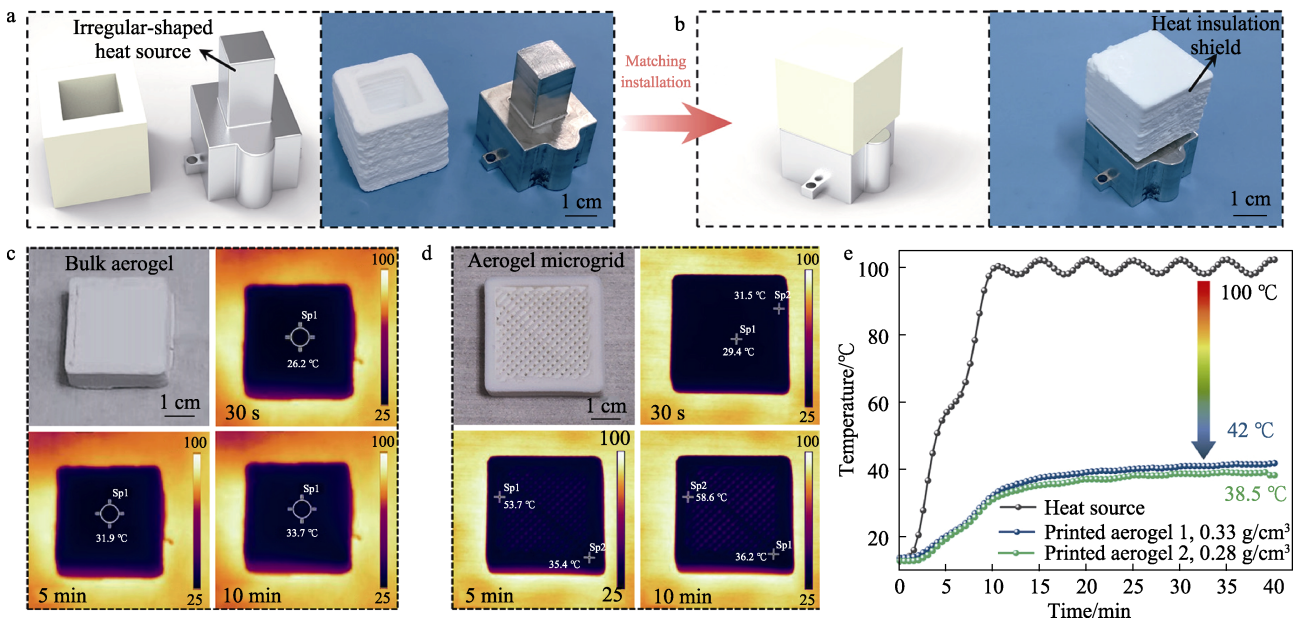 a
Irregular-shaped
heat source
1 cm
Matching
installation
b
Heat insulation
shield
1 cm
c
Bulk aerogel
1 cm
100
Sp1
26.2 ℃
30 s
25
100
Sp1
31.9 ℃
5 min
25
100
Sp1
33.7 ℃
10 min
25
d
Aerogel microgrid
1 cm
100
31.5 ℃
Sp2
Sp1
29.4 ℃
30 s
25
100
Sp1
53.7 ℃
Sp2
35.4 ℃
5 min
25
100
Sp2
58.6 ℃
Sp1
36.2 ℃
10 min
25
e
Temperature/℃
100
80
60
40
20
100 ℃
42 ℃
38.5 ℃
Heat source
Printed aerogel 1, 0.33 g/cm³
Printed aerogel 2, 0.28 g/cm³
0 5 10 15 20 25 30 35 40
Time/min